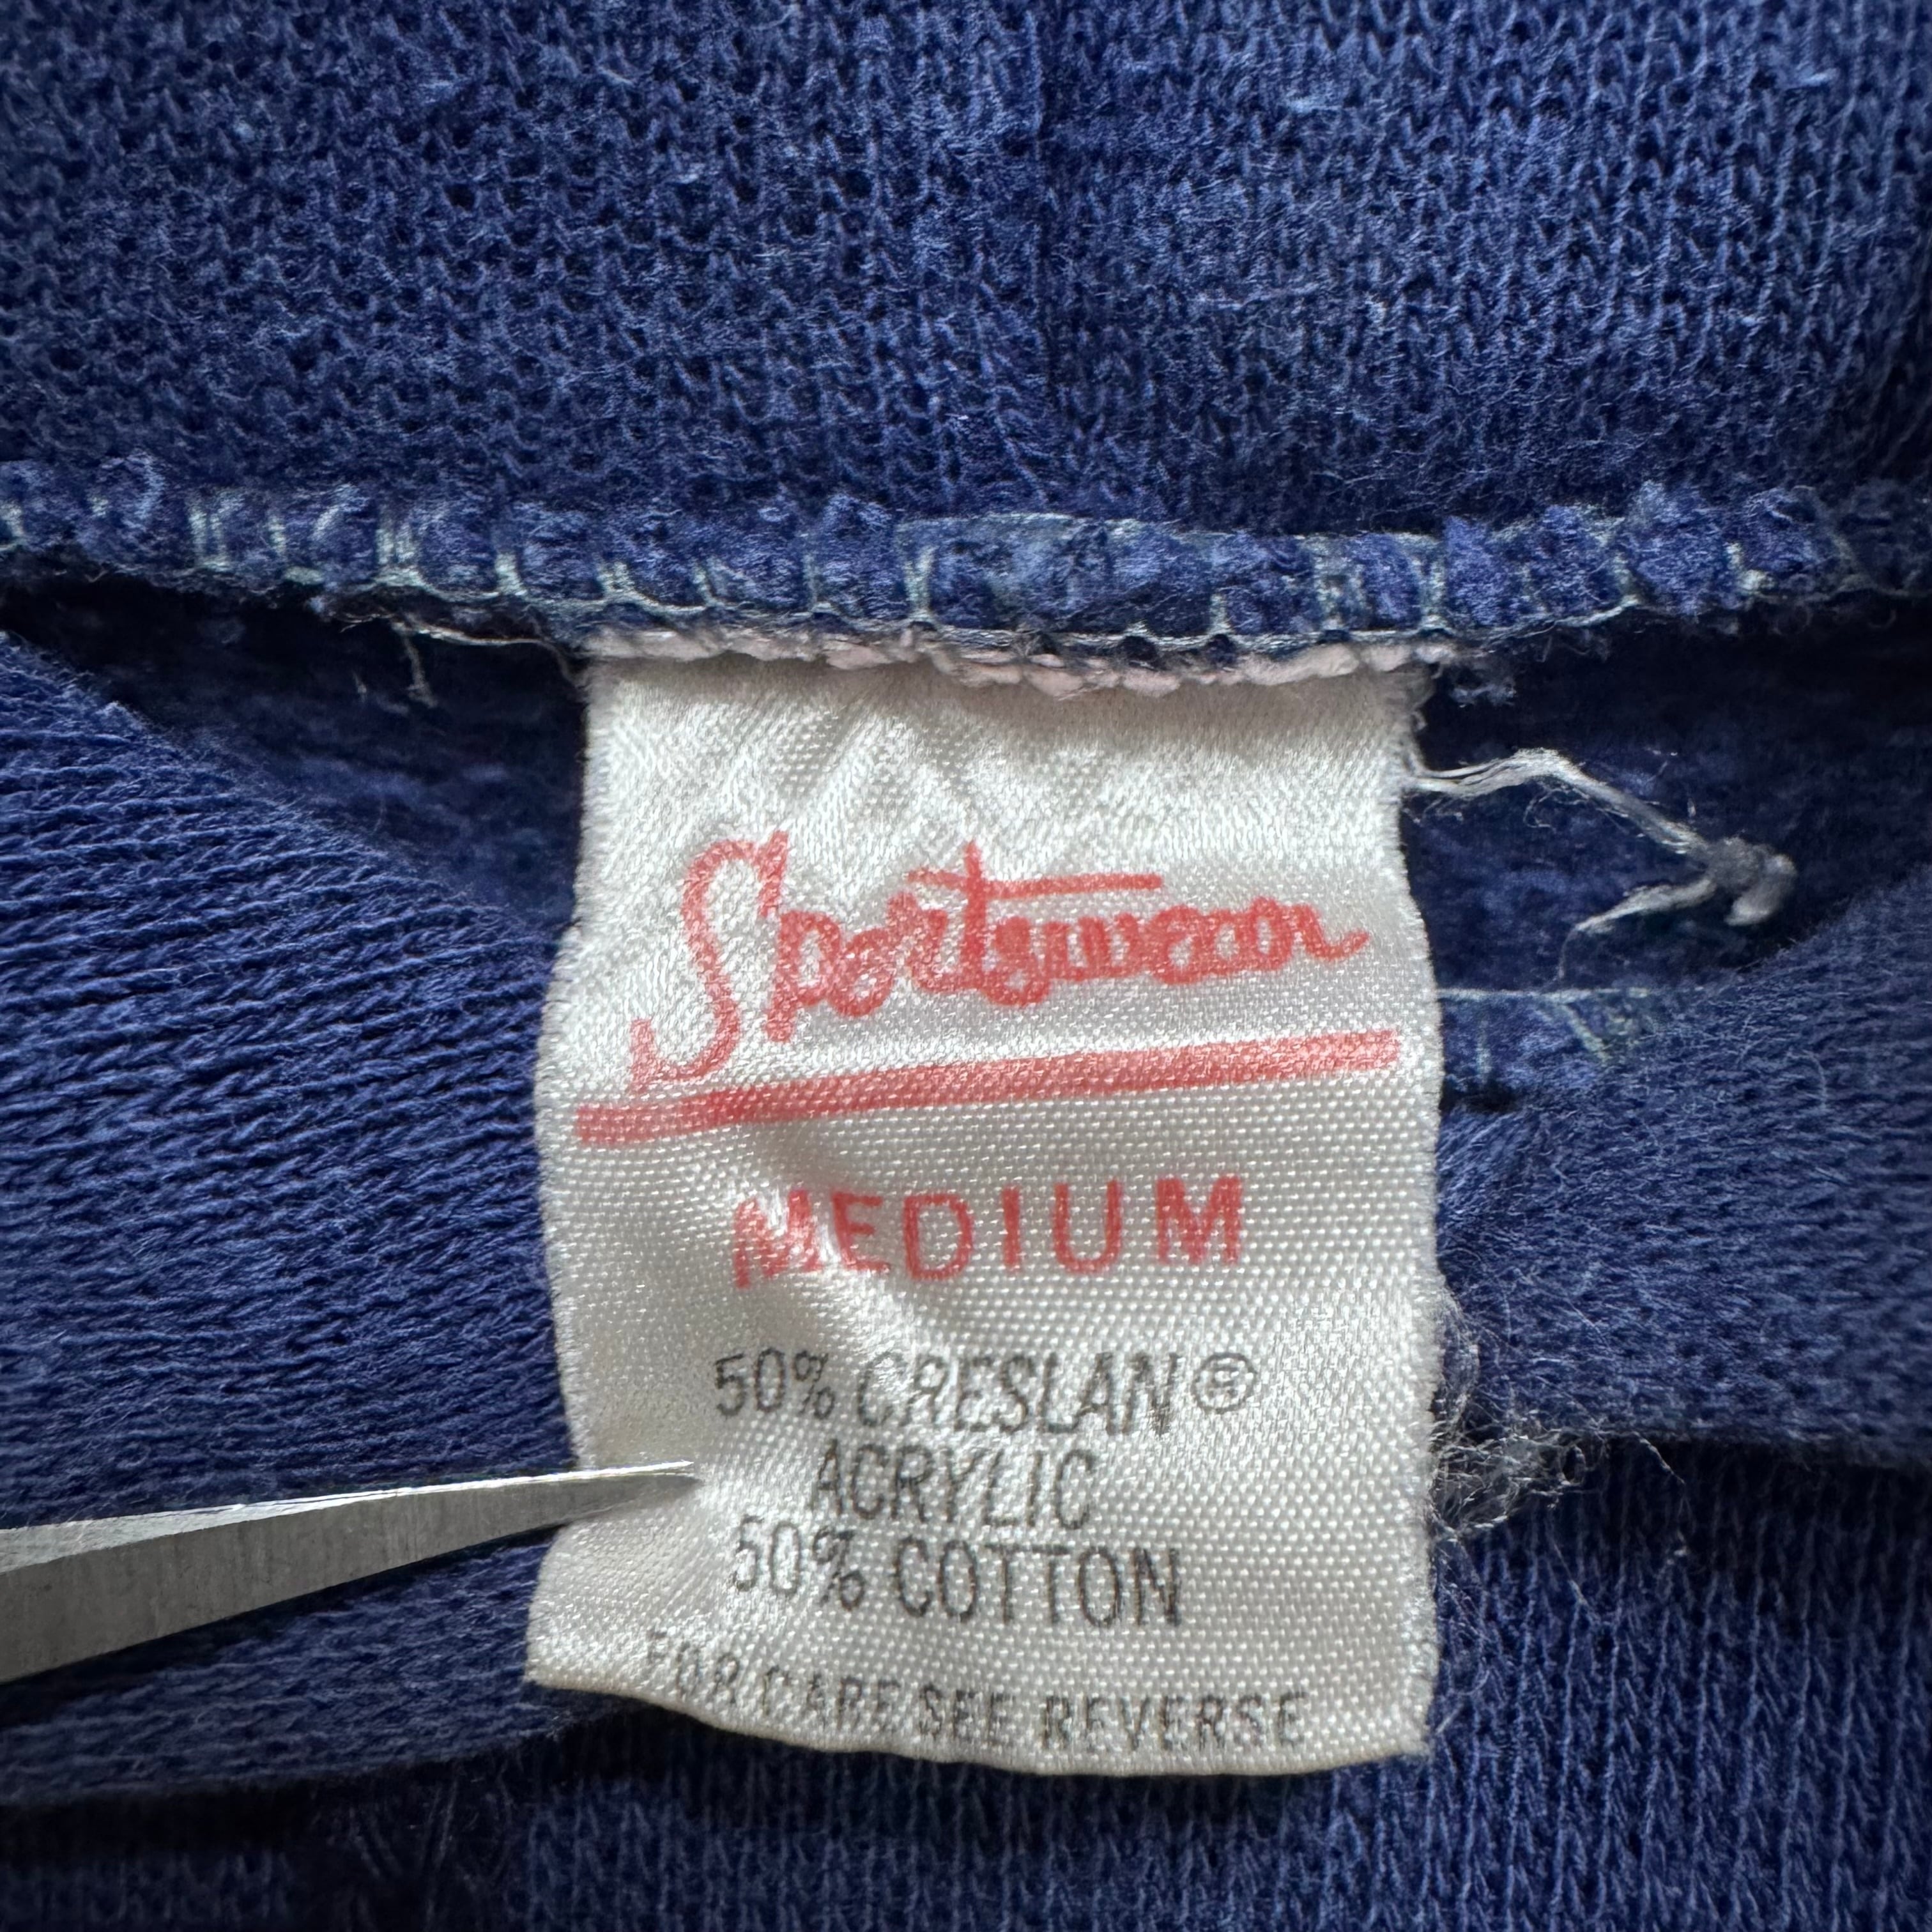 Sportswear
MEDIUM
50% CRESLAN®
ACRYLIC
50% COTTON
FOR CARE SEE REVERSE